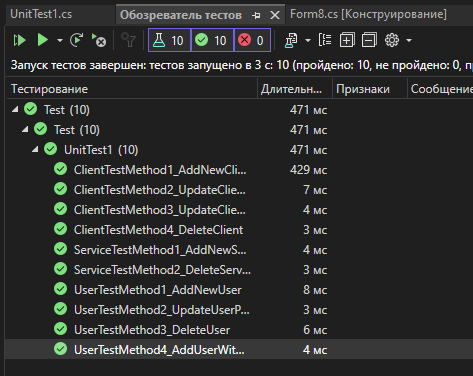 UnitTest1.cs Обозреватель тестов Form8.cs [Конструирование]
10 10 0
Запуск тестов завершен: тестов запущено в 3 с: 10 (пройдено: 10, не пройдено: 0, пр
Тестирование Длительн... Признаки Сообщение
Test (10) 471 мс
Test (10) 471 мс
UnitTest1 (10) 471 мс
ClientTestMethod1_AddNewCli... 429 мс
ClientTestMethod2_UpdateClie... 7 мс
ClientTestMethod3_UpdateClie... 4 мс
ClientTestMethod4_DeleteClient 3 мс
ServiceTestMethod1_AddNewS... 4 мс
ServiceTestMethod2_DeleteServ... 3 мс
UserTestMethod1_AddNewUser 8 мс
UserTestMethod2_UpdateUserP... 3 мс
UserTestMethod3_DeleteUser 6 мс
UserTestMethod4_AddUserWit... 4 мс